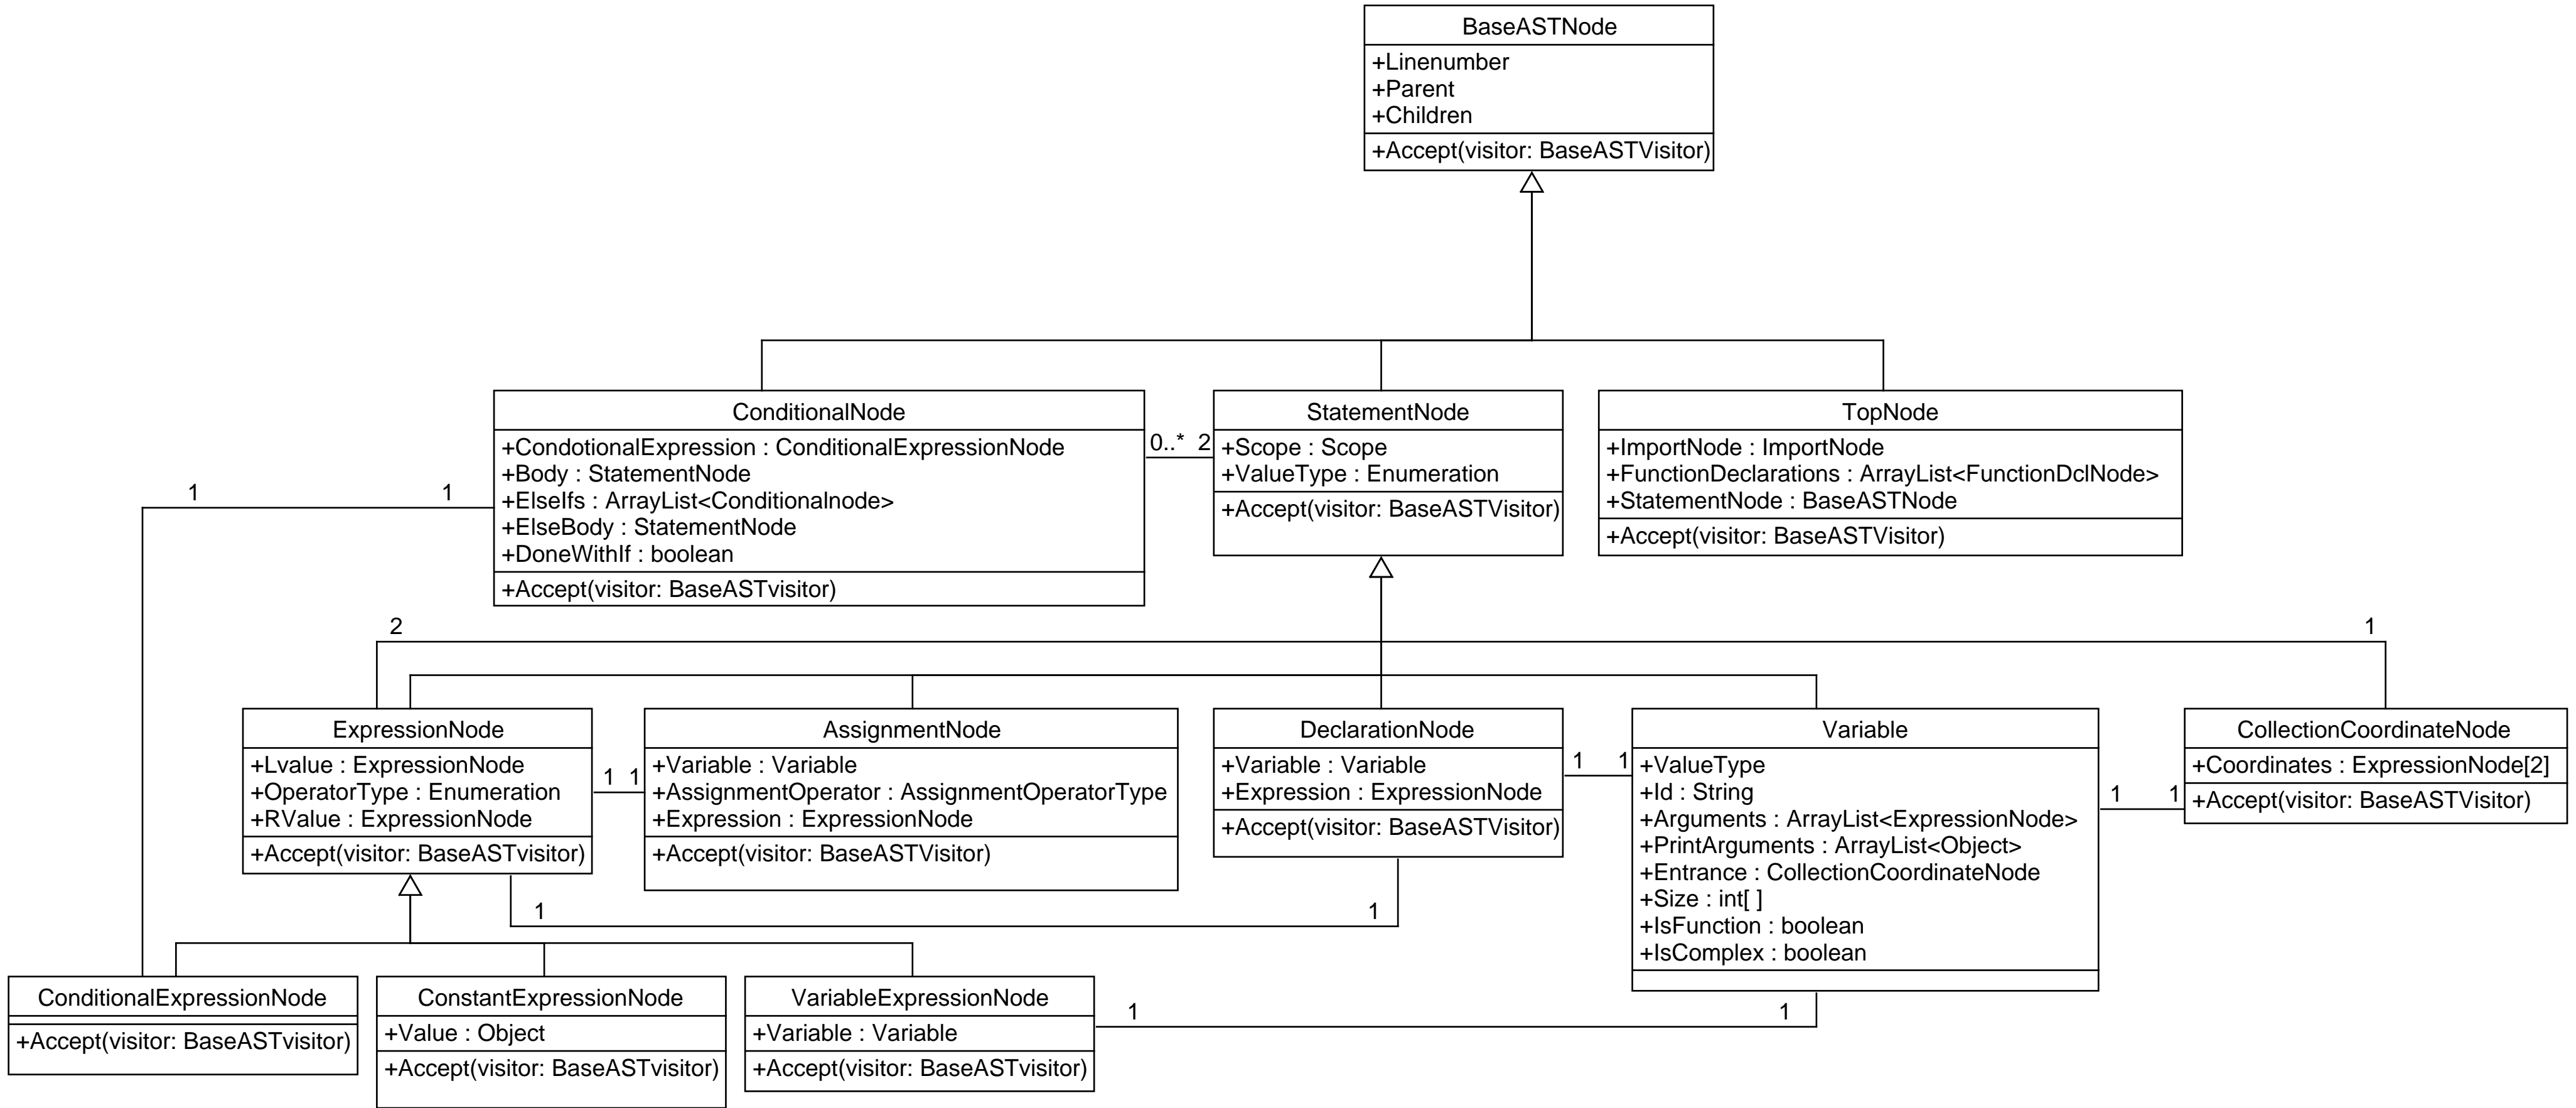 BaseASTNode
+Linenumber
+Parent
+Children
+Accept(visitor: BaseASTVisitor)
ConditionalNode
+CondotionalExpression : ConditionalExpressionNode
+Body : StatementNode
+ElseIfs : ArrayList<Conditionalnode>
+ElseBody : StatementNode
+DoneWithIf : boolean
+Accept(visitor: BaseASTvisitor)
0..* 2
StatementNode
+Scope : Scope
+ValueType : Enumeration
+Accept(visitor: BaseASTVisitor)
TopNode
+ImportNode : ImportNode
+FunctionDeclarations : ArrayList<FunctionDclNode>
+StatementNode : BaseASTNode
+Accept(visitor: BaseASTVisitor)
1 1
2 1
ExpressionNode
+Lvalue : ExpressionNode
+OperatorType : Enumeration
+RValue : ExpressionNode
+Accept(visitor: BaseASTvisitor)
1 1
AssignmentNode
+Variable : Variable
+AssignmentOperator : AssignmentOperatorType
+Expression : ExpressionNode
+Accept(visitor: BaseASTVisitor)
DeclarationNode
+Variable : Variable
+Expression : ExpressionNode
+Accept(visitor: BaseASTVisitor)
1 1
Variable
+ValueType
+Id : String
+Arguments : ArrayList<ExpressionNode>
+PrintArguments : ArrayList<Object>
+Entrance : CollectionCoordinateNode
+Size : int[ ]
+IsFunction : boolean
+IsComplex : boolean
1 1
CollectionCoordinateNode
+Coordinates : ExpressionNode[2]
+Accept(visitor: BaseASTVisitor)
1 1
ConditionalExpressionNode
+Accept(visitor: BaseASTvisitor)
ConstantExpressionNode
+Value : Object
+Accept(visitor: BaseASTvisitor)
VariableExpressionNode
+Variable : Variable
+Accept(visitor: BaseASTvisitor)
1 1